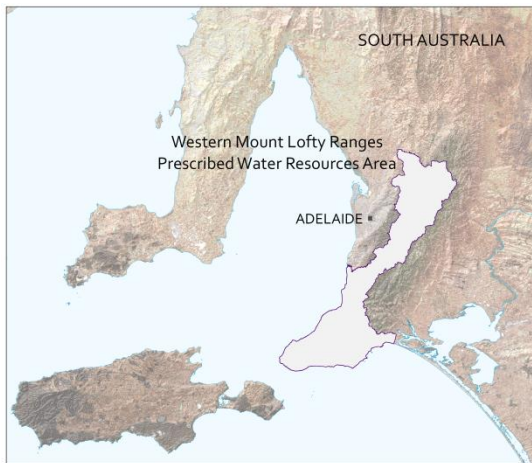 SOUTH AUSTRALIA
Western Mount Lofty Ranges
Prescribed Water Resources Area
ADELAIDE